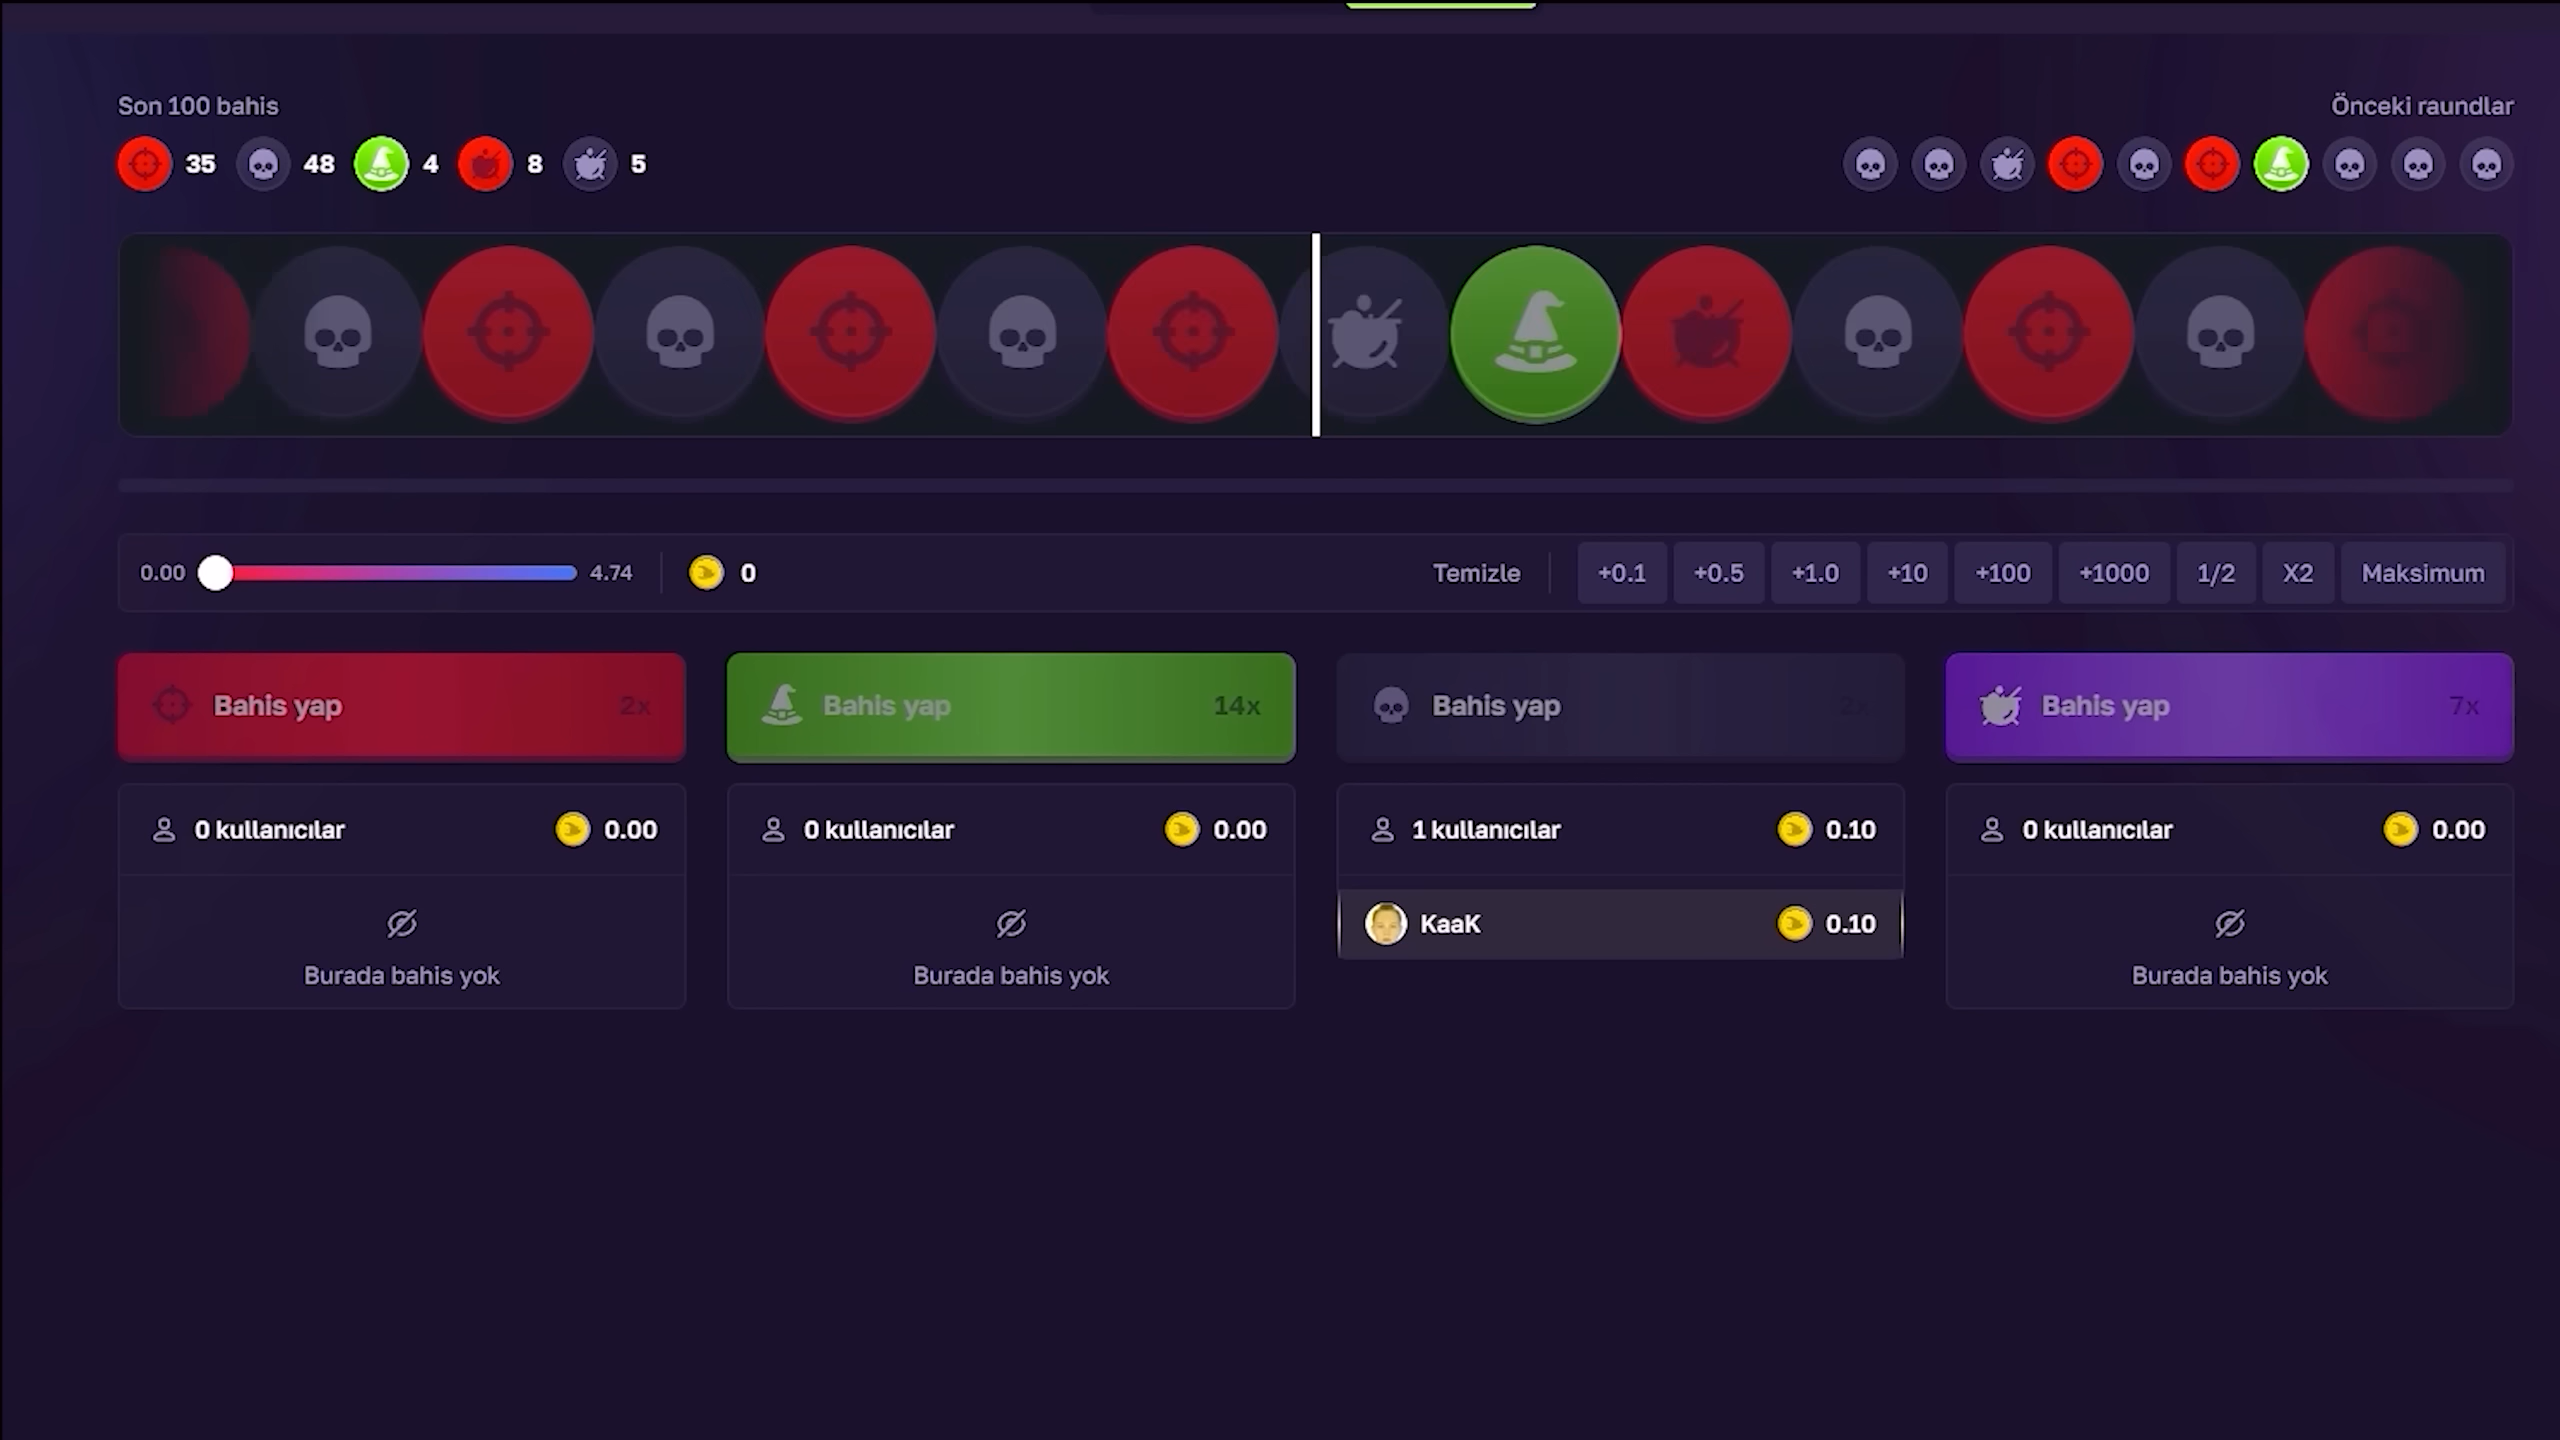 Son 100 bahis
Önceki raundlar
35 48 4 8 5
0.00 4.74 0 Temizle +0.1 +0.5 +1.0 +10 +100 +1000 1/2 X2 Maksimum
Bahis yap 2x
Bahis yap 14x
Bahis yap 2x
Bahis yap 7x
0 kullanıcılar 0.00
0 kullanıcılar 0.00
1 kullanıcılar 0.10
0 kullanıcılar 0.00
Burada bahis yok
Burada bahis yok
KaaK 0.10
Burada bahis yok